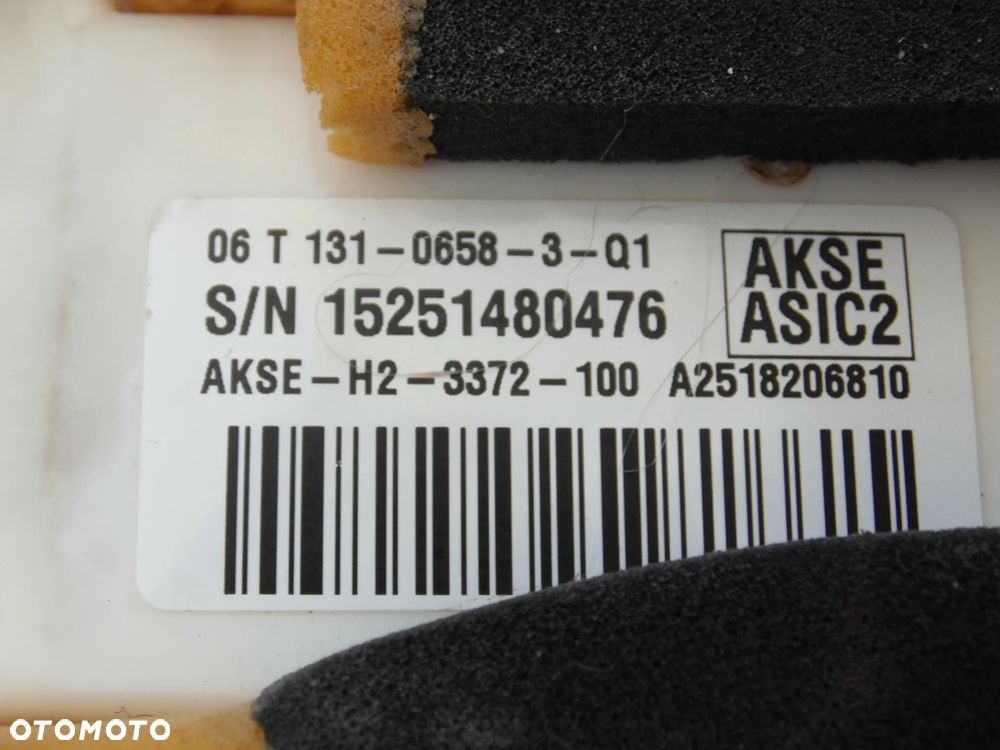 06 T 131-0658-3-Q1
S/N 15251480476
AKSE-H2-3372-100 A2518206810
AKSE
ASIC2
OTOMOTO